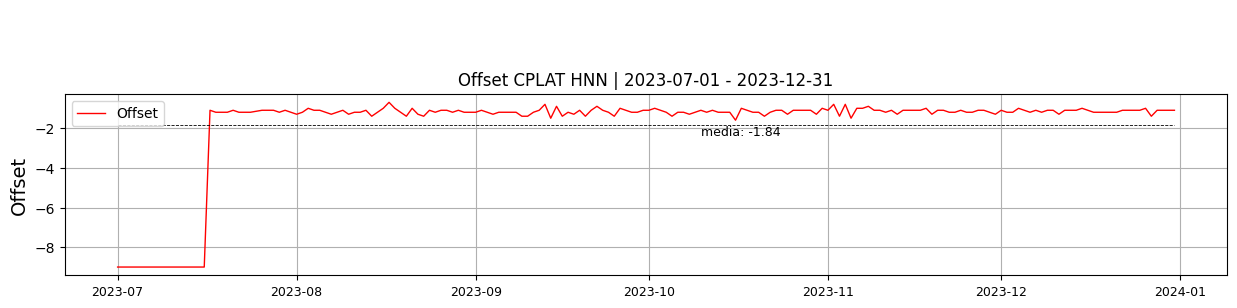 Offset CPLAT HNN | 2023-07-01 - 2023-12-31
Offset
media: -1.84
Offset
−2
−4
−6
−8
2023-07
2023-08
2023-09
2023-10
2023-11
2023-12
2024-01